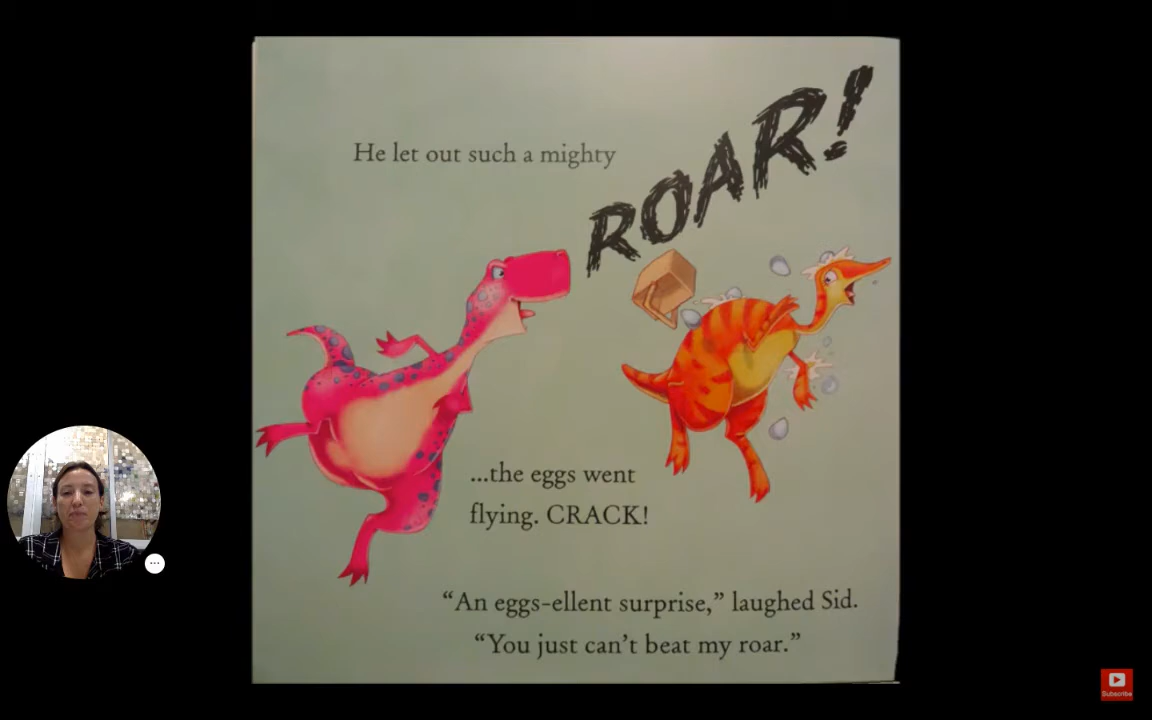 He let out such a mighty
ROAR!
...the eggs went
flying. CRACK!
“An eggs-ellent surprise,” laughed Sid.
“You just can’t beat my roar.”
Subscribe